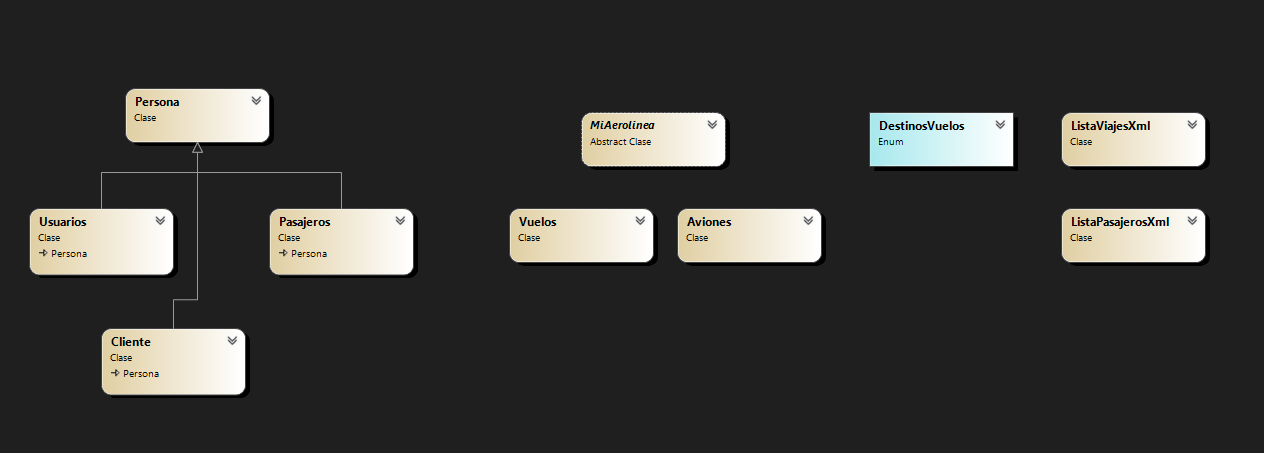 Persona
Clase
Usuarios
Clase
Persona
Pasajeros
Clase
Persona
Cliente
Clase
Persona
MiAerolinea
Abstract Clase
Vuelos
Clase
Aviones
Clase
DestinosVuelos
Enum
ListaViajesXml
Clase
ListaPasajerosXml
Clase